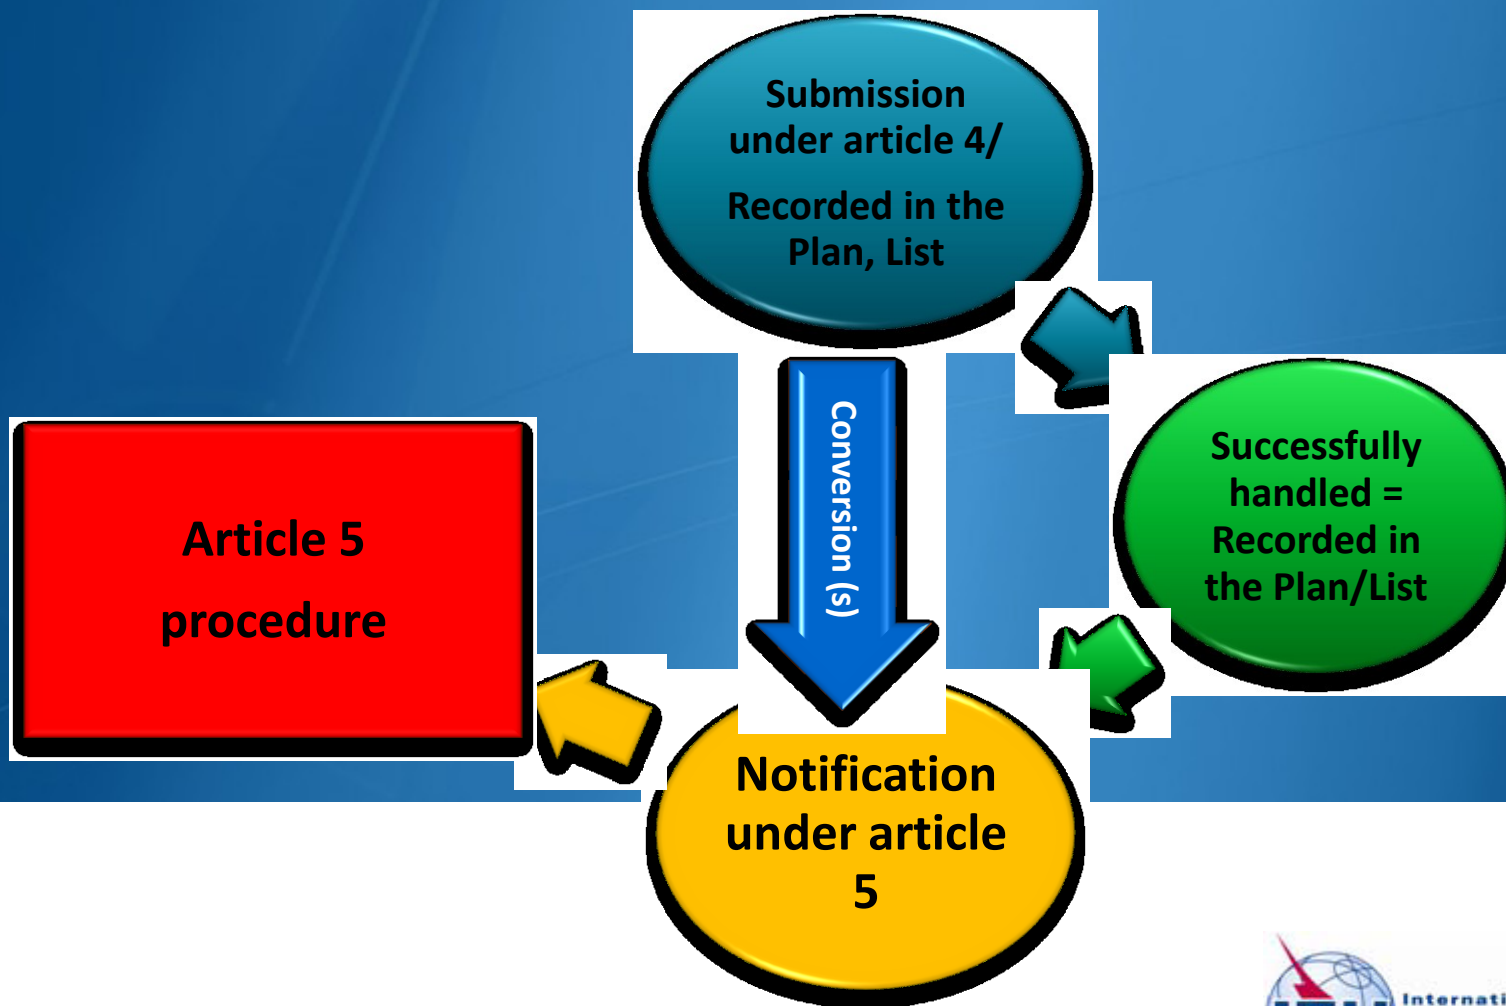 Submission
under article 4/
Recorded in the
Plan, List
Conversion (s)
Successfully
handled =
Recorded in
the Plan/List
Article 5
procedure
Notification
under article
5